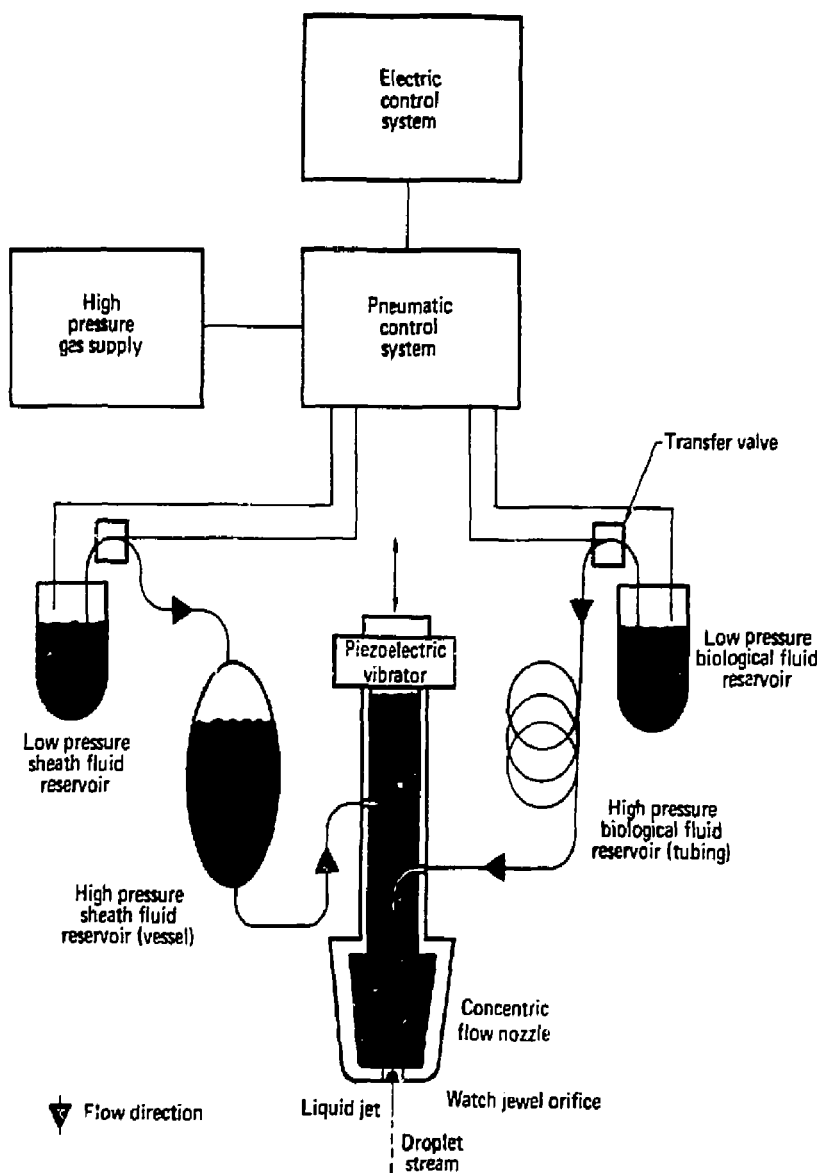 Electric
control
system
High
pressure
gas supply
Pneumatic
control
system
Transfer valve
Piezoelectric
vibrator
Low pressure
biological fluid
reservoir
Low pressure
sheath fluid
reservoir
High pressure
biological fluid
reservoir (tubing)
High pressure
sheath fluid
reservoir (vessel)
Concentric
flow nozzle
Flow direction
Liquid jet
Watch jewel orifice
Droplet
stream